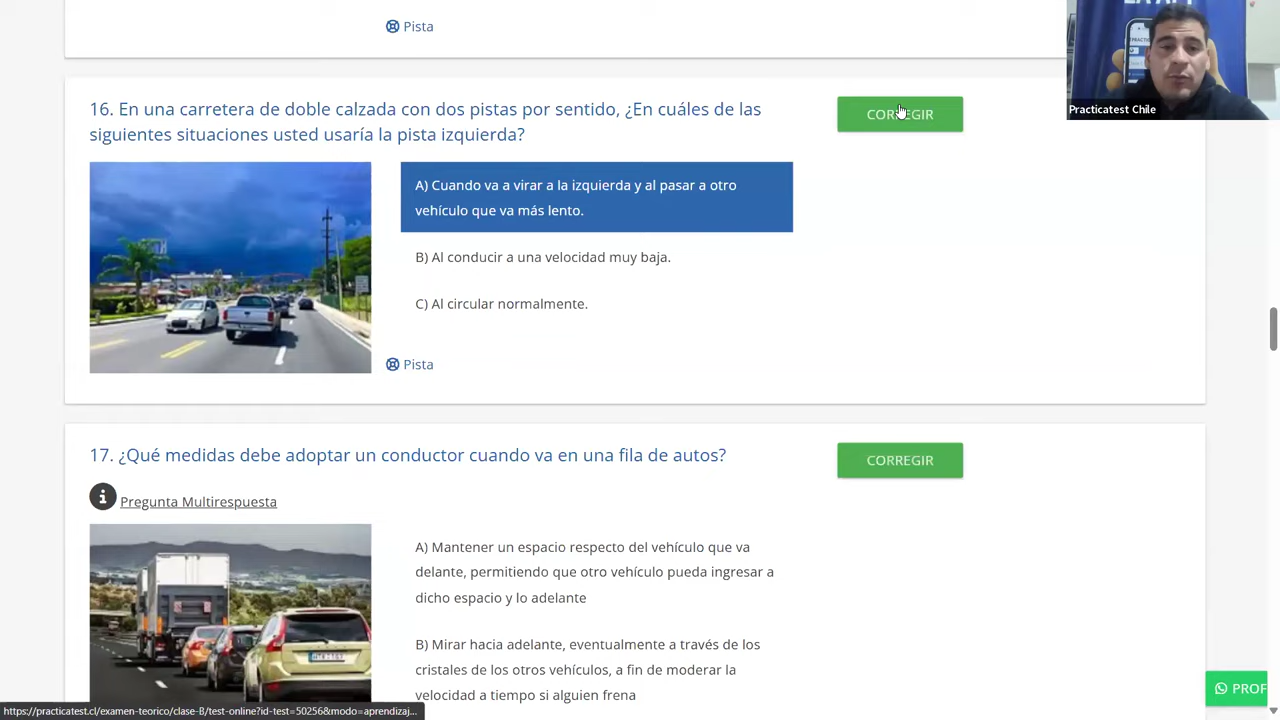 Pista
16. En una carretera de doble calzada con dos pistas por sentido, ¿En cuáles de las
siguientes situaciones usted usaría la pista izquierda?
CORREGIR
Practicatest Chile
A) Cuando va a virar a la izquierda y al pasar a otro
vehículo que va más lento.
B) Al conducir a una velocidad muy baja.
C) Al circular normalmente.
Pista
17. ¿Qué medidas debe adoptar un conductor cuando va en una fila de autos?
CORREGIR
Pregunta Multirespuesta
A) Mantener un espacio respecto del vehículo que va
delante, permitiendo que otro vehículo pueda ingresar a
dicho espacio y lo adelante
B) Mirar hacia adelante, eventualmente a través de los
cristales de los otros vehículos, a fin de moderar la
velocidad a tiempo si alguien frena
PROF
https://practicatest.cl/examen-teorico/clase-B/test-online?id-test=50256&modo=aprendizaj...